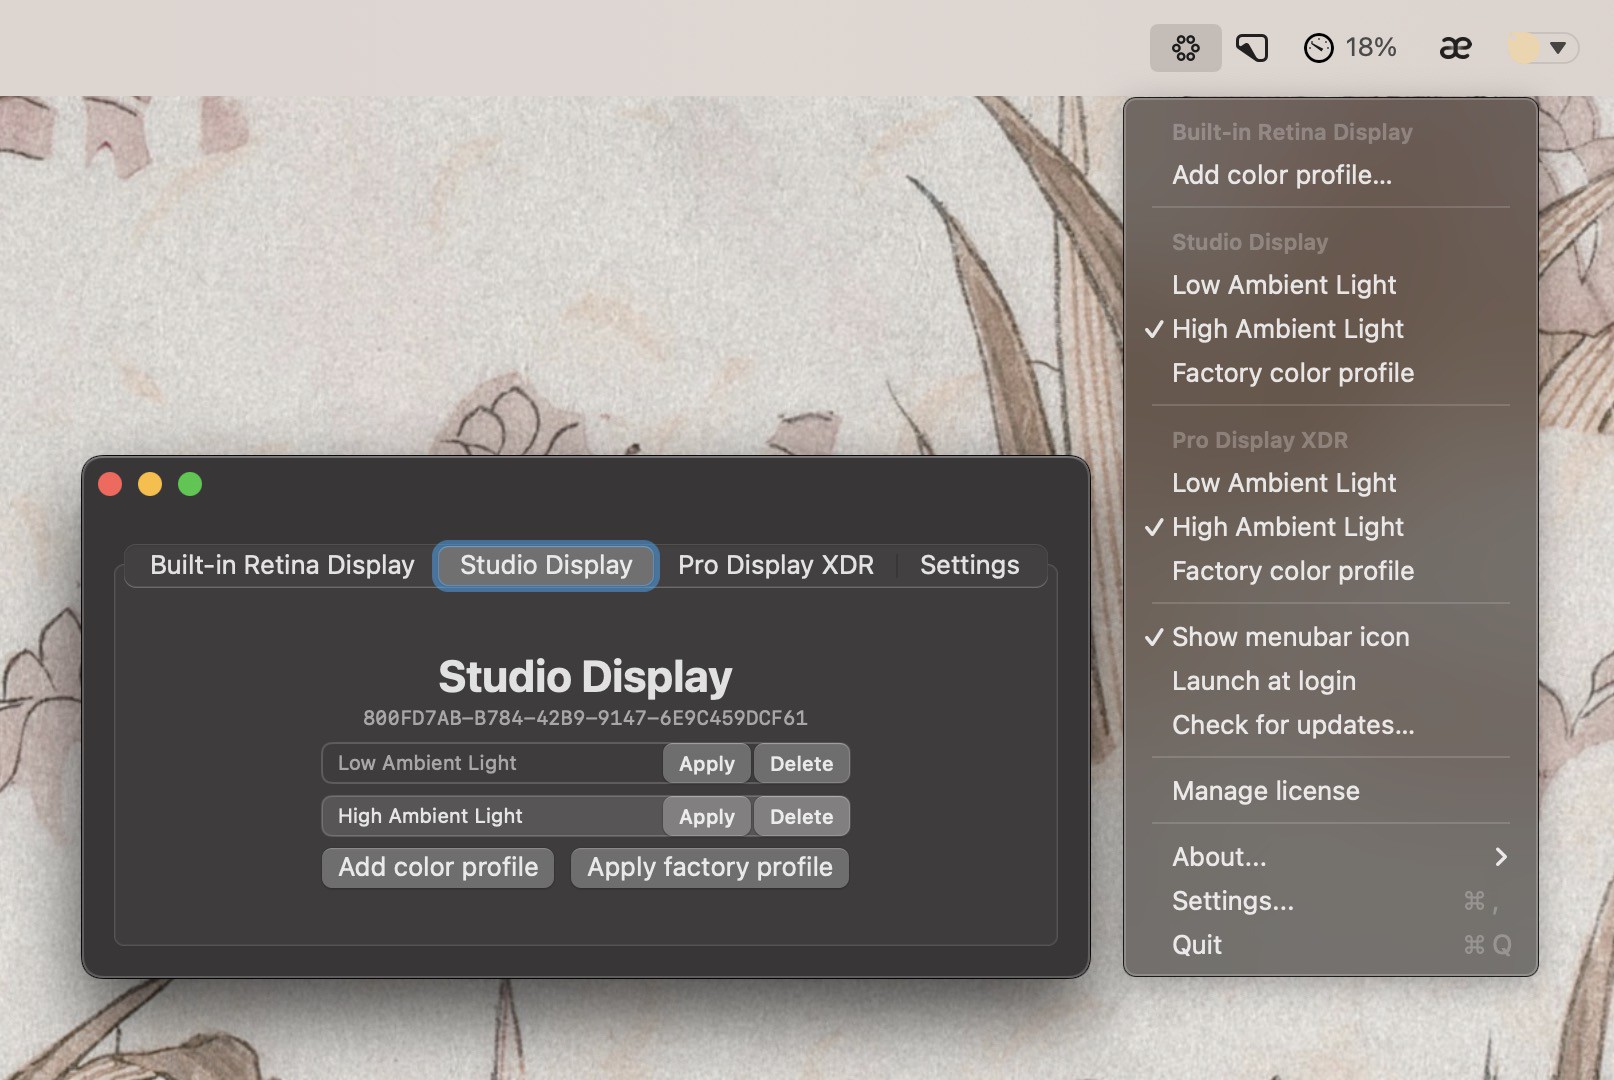 18%
æ
Built-in Retina Display
Add color profile...
Studio Display
Low Ambient Light
✓ High Ambient Light
Factory color profile
Pro Display XDR
Low Ambient Light
✓ High Ambient Light
Factory color profile
✓ Show menubar icon
Launch at login
Check for updates...
Manage license
About...
Settings... ⌘ ,
Quit ⌘ Q
Built-in Retina Display Studio Display Pro Display XDR Settings
Studio Display
800FD7AB-B784-42B9-9147-6E9C459DCF61
Low Ambient Light Apply Delete
High Ambient Light Apply Delete
Add color profile Apply factory profile